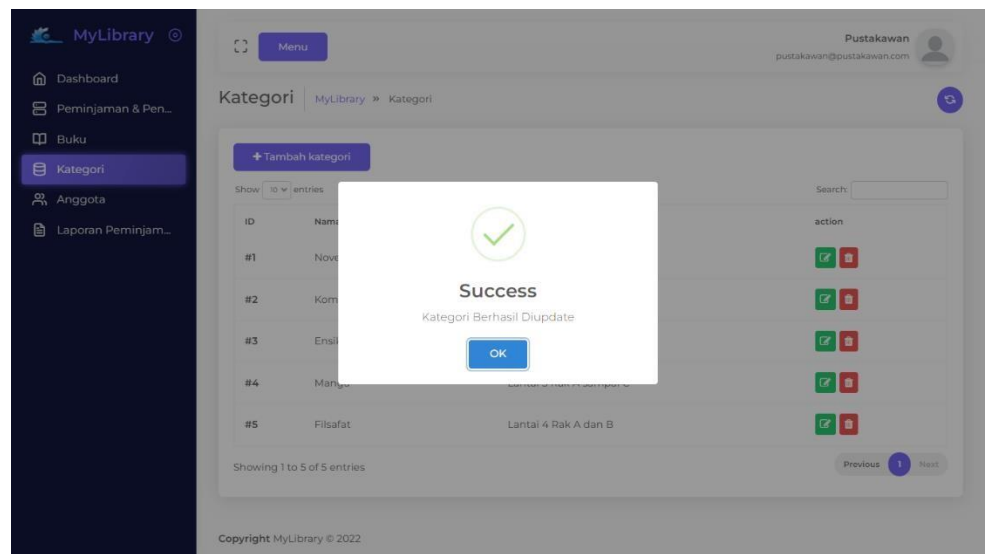 MyLibrary
Dashboard
Peminjaman & Pen...
Buku
Kategori
Anggota
Laporan Peminjam...
Menu
Pustakawan
pustakawan@pustakawan.com
Kategori
MyLibrary » Kategori
+Tambah kategori
Show 10 entries
Search:
ID action
#1
#2
#3
#4
#5 Filsafat Lantai 4 Rak A dan B
Success
Kategori Berhasil Diupdate
OK
Showing 1 to 5 of 5 entries
Previous 1 Next
Copyright MyLibrary © 2022